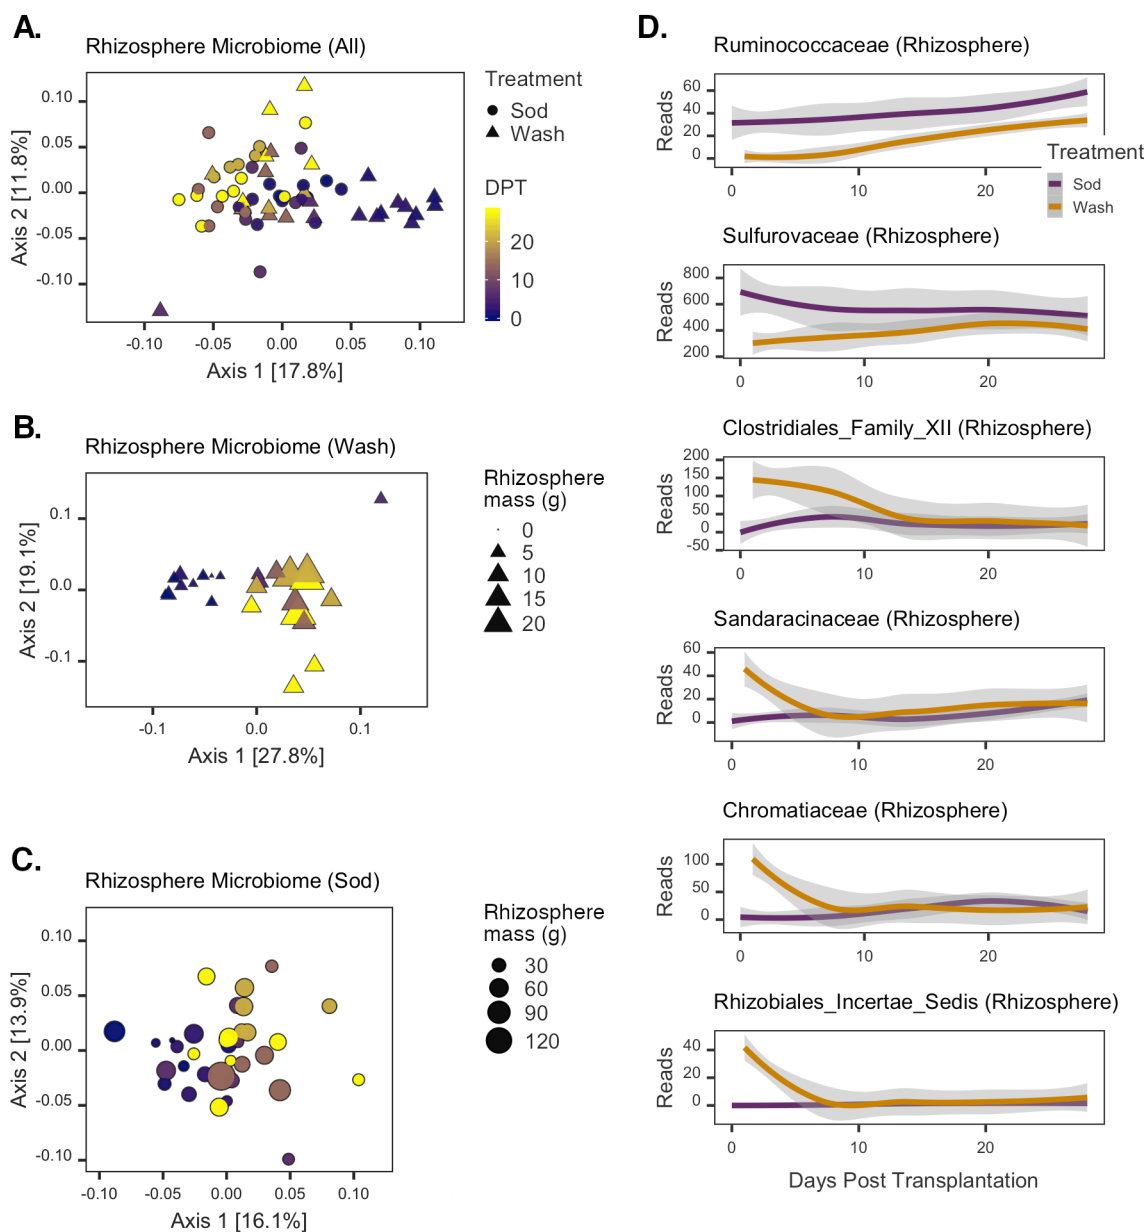 A.
Rhizosphere Microbiome (All)
Axis 2 [11.8%]
0.10
0.05
0.00
-0.05
-0.10
-0.10 -0.05 0.00 0.05 0.10
Axis 1 [17.8%]
Treatment
Sod
Wash
DPT
20
10
0
B.
Rhizosphere Microbiome (Wash)
Axis 2 [19.1%]
0.1
0.0
-0.1
-0.1 0.0 0.1
Axis 1 [27.8%]
Rhizosphere
mass (g)
0
5
10
15
20
C.
Rhizosphere Microbiome (Sod)
Axis 2 [13.9%]
0.10
0.05
0.00
-0.05
-0.10
-0.10 -0.05 0.00 0.05 0.10
Axis 1 [16.1%]
Rhizosphere
mass (g)
30
60
90
120
D.
Ruminococcaceae (Rhizosphere)
Reads
60
40
20
0
0 10 20
Treatment
Sod
Wash
Sulfurovaceae (Rhizosphere)
Reads
800
600
400
200
0 10 20
Clostridiales_Family_XII (Rhizosphere)
Reads
200
150
100
50
0
-50
0 10 20
Sandaracinaceae (Rhizosphere)
Reads
60
40
20
0
0 10 20
Chromatiaceae (Rhizosphere)
Reads
100
50
0
0 10 20
Rhizobiales_Incertae_Sedis (Rhizosphere)
Reads
40
20
0
0 10 20
Days Post Transplantation